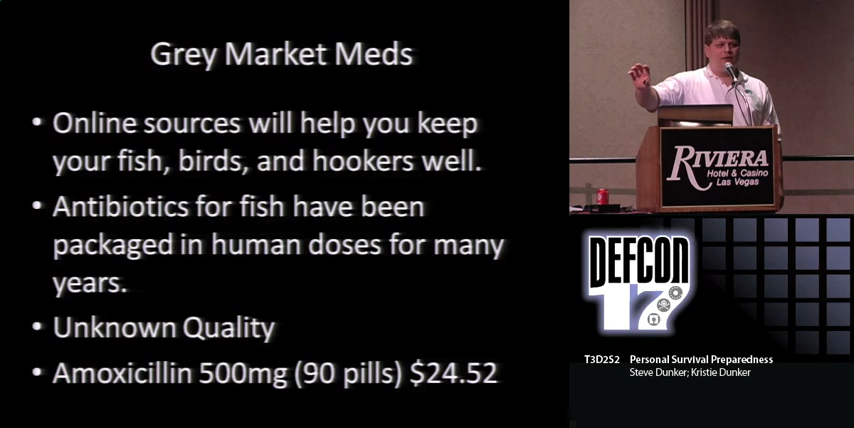 Grey Market Meds
• Online sources will help you keep
your fish, birds, and hookers well.
• Antibiotics for fish have been
packaged in human doses for many
years.
• Unknown Quality
• Amoxicillin 500mg (90 pills) $24.52
RIVIERA
Hotel & Casino
Las Vegas
DEFCON
17
T3D2S2 Personal Survival Preparedness
Steve Dunker; Kristie Dunker